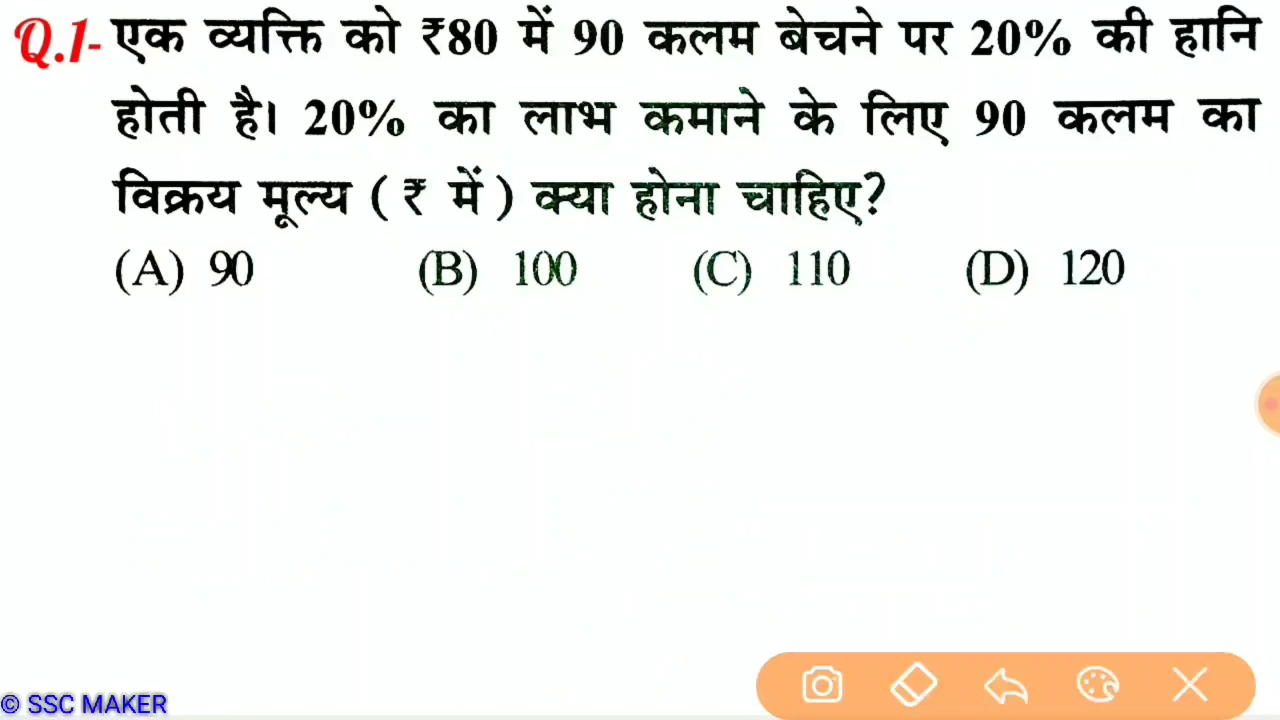 Q.1- एक व्यक्ति को ₹80 में 90 कलम बेचने पर 20% की हानि
होती है। 20% का लाभ कमाने के लिए 90 कलम का
विक्रय मूल्य ( ₹ में ) क्या होना चाहिए?
(A) 90 (B) 100 (C) 110 (D) 120
© SSC MAKER